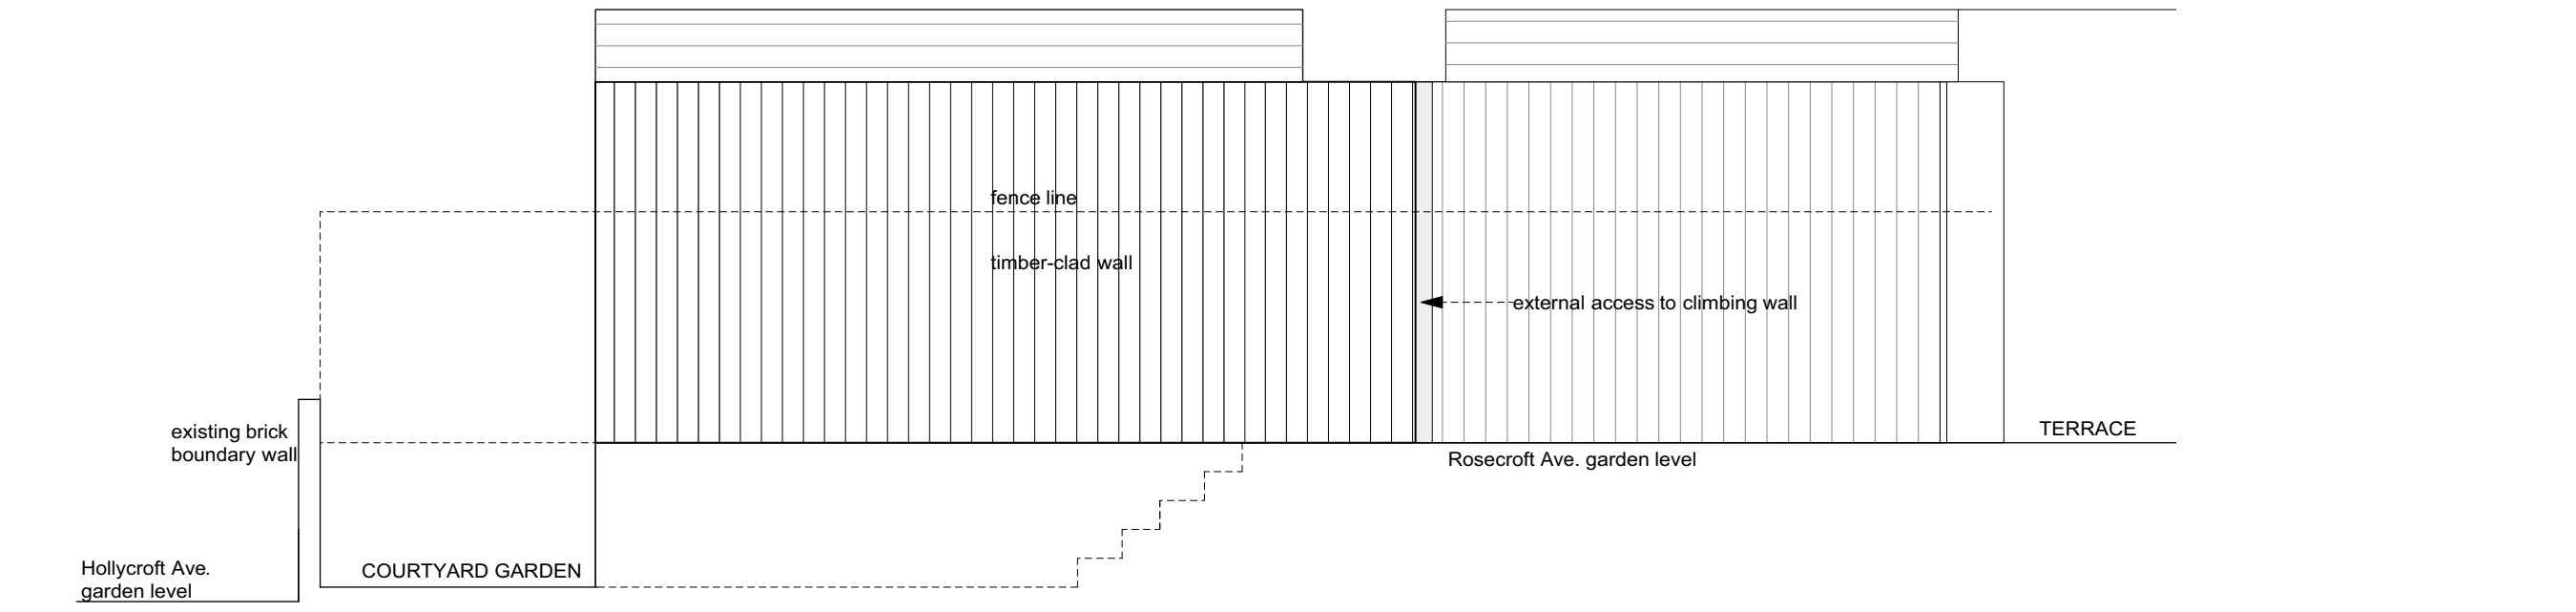 fence line
timber-clad wall
external access to climbing wall
existing brick
boundary wall
TERRACE
Rosecroft Ave. garden level
Hollycroft Ave.
garden level
COURTYARD GARDEN